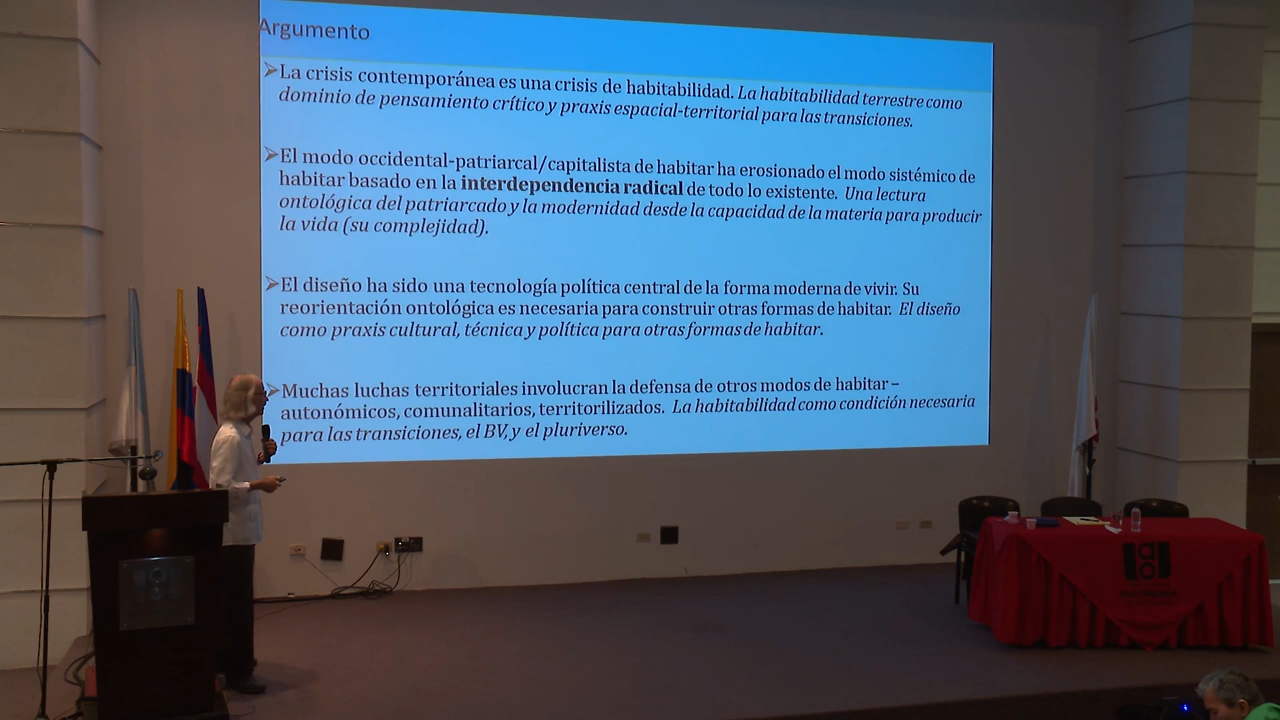 Argumento
➢La crisis contemporánea es una crisis de habitabilidad. La habitabilidad terrestre como
dominio de pensamiento crítico y praxis espacial-territorial para las transiciones.
➢El modo occidental-patriarcal/capitalista de habitar ha erosionado el modo sistémico de
habitar basado en la interdependencia radical de todo lo existente. Una lectura
ontológica del patriarcado y la modernidad desde la capacidad de la materia para producir
la vida (su complejidad).
➢El diseño ha sido una tecnología política central de la forma moderna de vivir. Su
reorientación ontológica es necesaria para construir otras formas de habitar. El diseño
como praxis cultural, técnica y política para otras formas de habitar.
➢Muchas luchas territoriales involucran la defensa de otros modos de habitar –
autonómicos, comunalitarios, territorilizados. La habitabilidad como condición necesaria
para las transiciones, el BV, y el pluriverso.